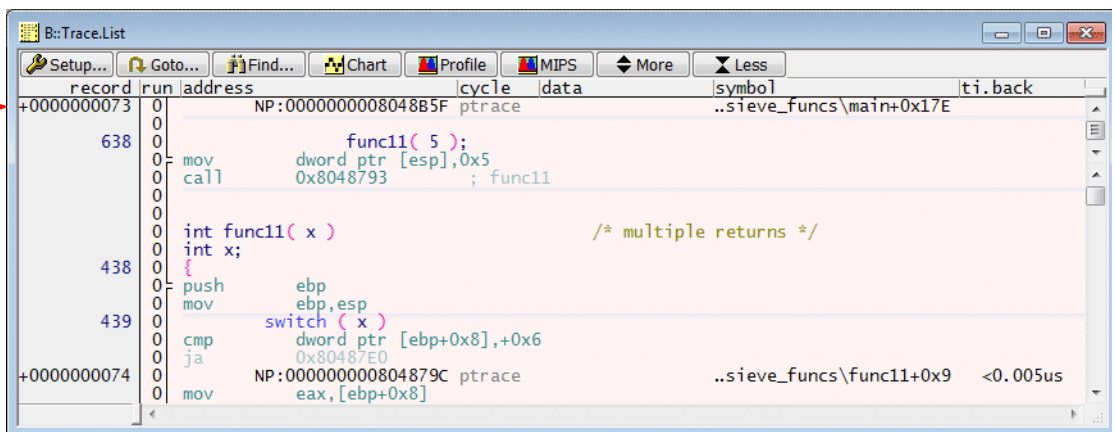 B::Trace.List
Setup... Goto... Find... Chart Profile MIPS More Less
record run address cycle data symbol ti.back
+0000000073 0 NP:0000000008048B5F ptrace ..sieve_funcs\main+0x17E
0
638 0 func11( 5 );
0 mov dword ptr [esp],0x5
0 call 0x8048793 ; func11
0
0
0 int func11( x ) /* multiple returns */
0 int x;
438 0 {
0 push ebp
0 mov ebp,esp
439 0 switch ( x )
0 cmp dword ptr [ebp+0x8],+0x6
0 ja 0x80487E0
+0000000074 0 NP:000000000804879C ptrace ..sieve_funcs\func11+0x9 <0.005us
0 mov eax,[ebp+0x8]